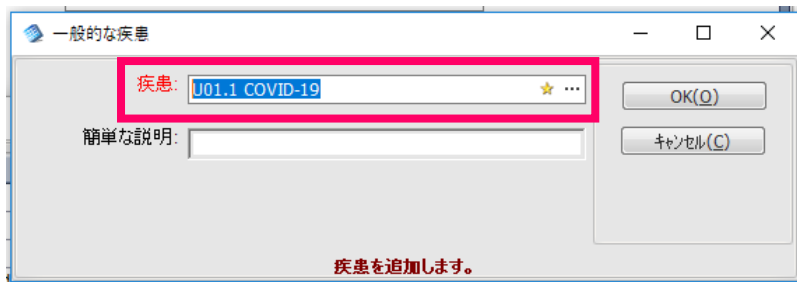 一般的な疾患
疾患: U01.1 COVID-19 ...
OK(O)
簡単な説明:
キャンセル(C)
疾患を追加します。